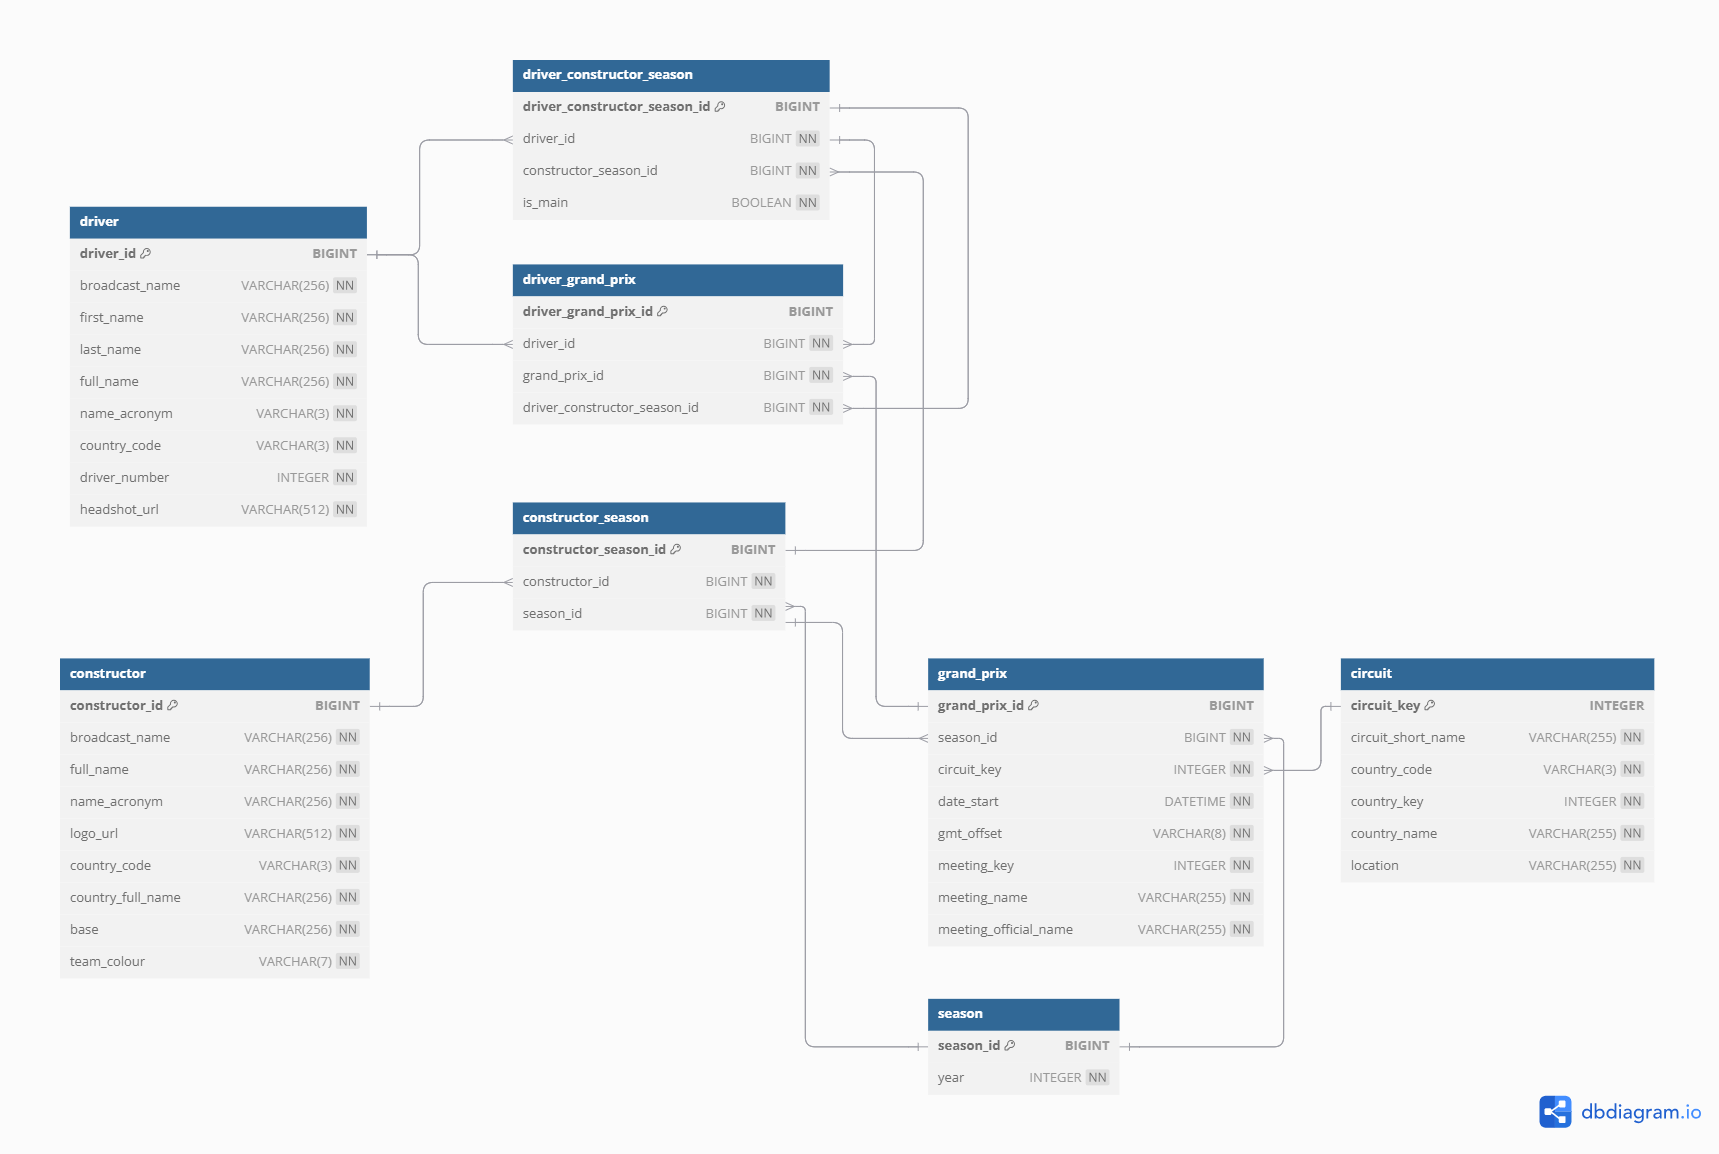 driver_constructor_season
driver_constructor_season_id BIGINT
driver_id BIGINT NN
constructor_season_id BIGINT NN
is_main BOOLEAN NN
driver
driver_id BIGINT
broadcast_name VARCHAR(256) NN
first_name VARCHAR(256) NN
last_name VARCHAR(256) NN
full_name VARCHAR(256) NN
name_acronym VARCHAR(3) NN
country_code VARCHAR(3) NN
driver_number INTEGER NN
headshot_url VARCHAR(512) NN
driver_grand_prix
driver_grand_prix_id BIGINT
driver_id BIGINT NN
grand_prix_id BIGINT NN
driver_constructor_season_id BIGINT NN
constructor_season
constructor_season_id BIGINT
constructor_id BIGINT NN
season_id BIGINT NN
constructor
constructor_id BIGINT
broadcast_name VARCHAR(256) NN
full_name VARCHAR(256) NN
name_acronym VARCHAR(256) NN
logo_url VARCHAR(512) NN
country_code VARCHAR(3) NN
country_full_name VARCHAR(256) NN
base VARCHAR(256) NN
team_colour VARCHAR(7) NN
grand_prix
grand_prix_id BIGINT
season_id BIGINT NN
circuit_key INTEGER NN
date_start DATETIME NN
gmt_offset VARCHAR(8) NN
meeting_key INTEGER NN
meeting_name VARCHAR(255) NN
meeting_official_name VARCHAR(255) NN
circuit
circuit_key INTEGER
circuit_short_name VARCHAR(255) NN
country_code VARCHAR(3) NN
country_key INTEGER NN
country_name VARCHAR(255) NN
location VARCHAR(255) NN
season
season_id BIGINT
year INTEGER NN
dbdiagram.io